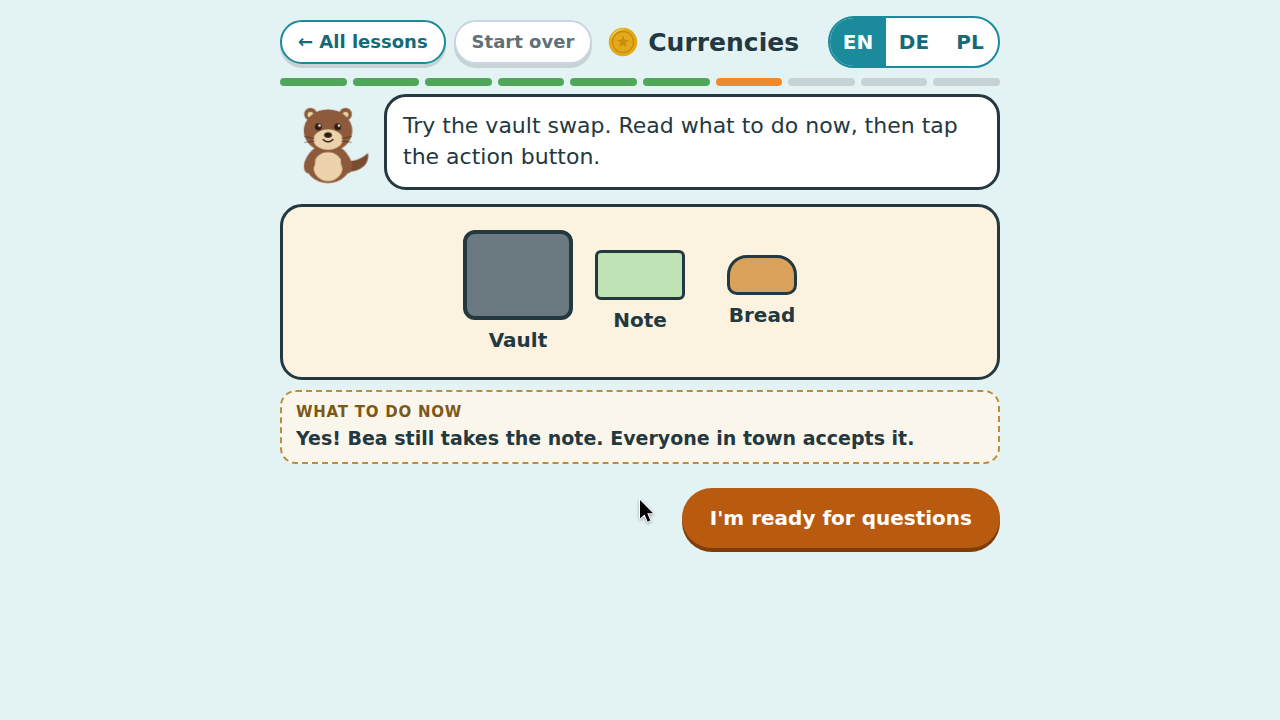 ← All lessons
Start over
Currencies
EN DE PL
Try the vault swap. Read what to do now, then tap
the action button.
Vault
Note
Bread
WHAT TO DO NOW
Yes! Bea still takes the note. Everyone in town accepts it.
I'm ready for questions